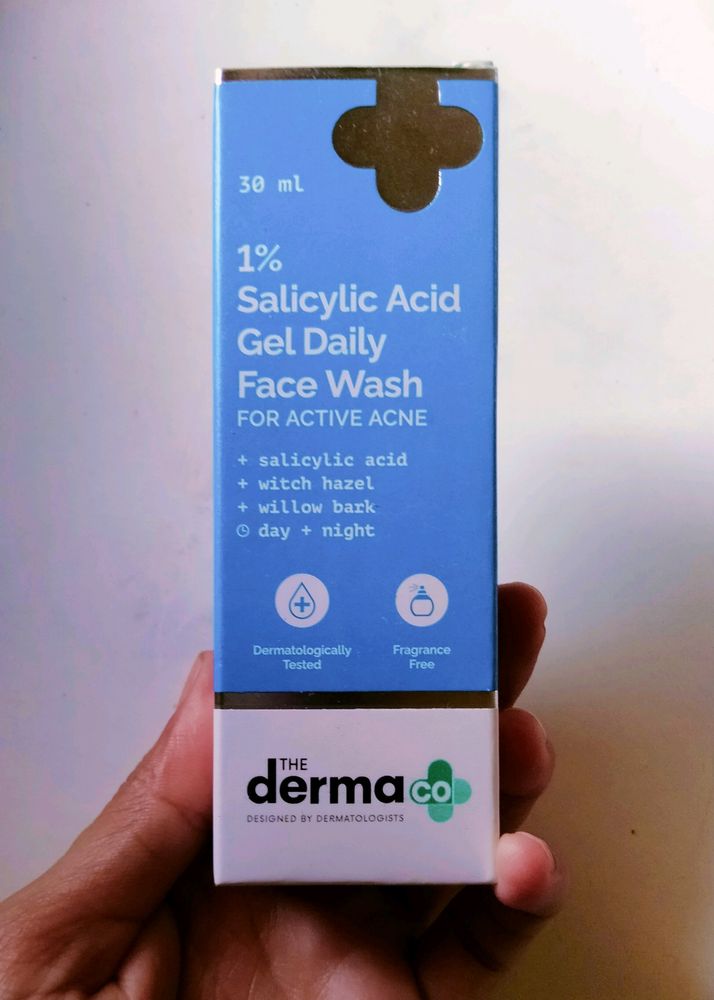 30 ml
1%
Salicylic Acid
Gel Daily
Face Wash
FOR ACTIVE ACNE
+ salicylic acid
+ witch hazel
+ willow bark
day + night
Dermatologically
Tested
Fragrance
Free
THE
derma co
DESIGNED BY DERMATOLOGISTS